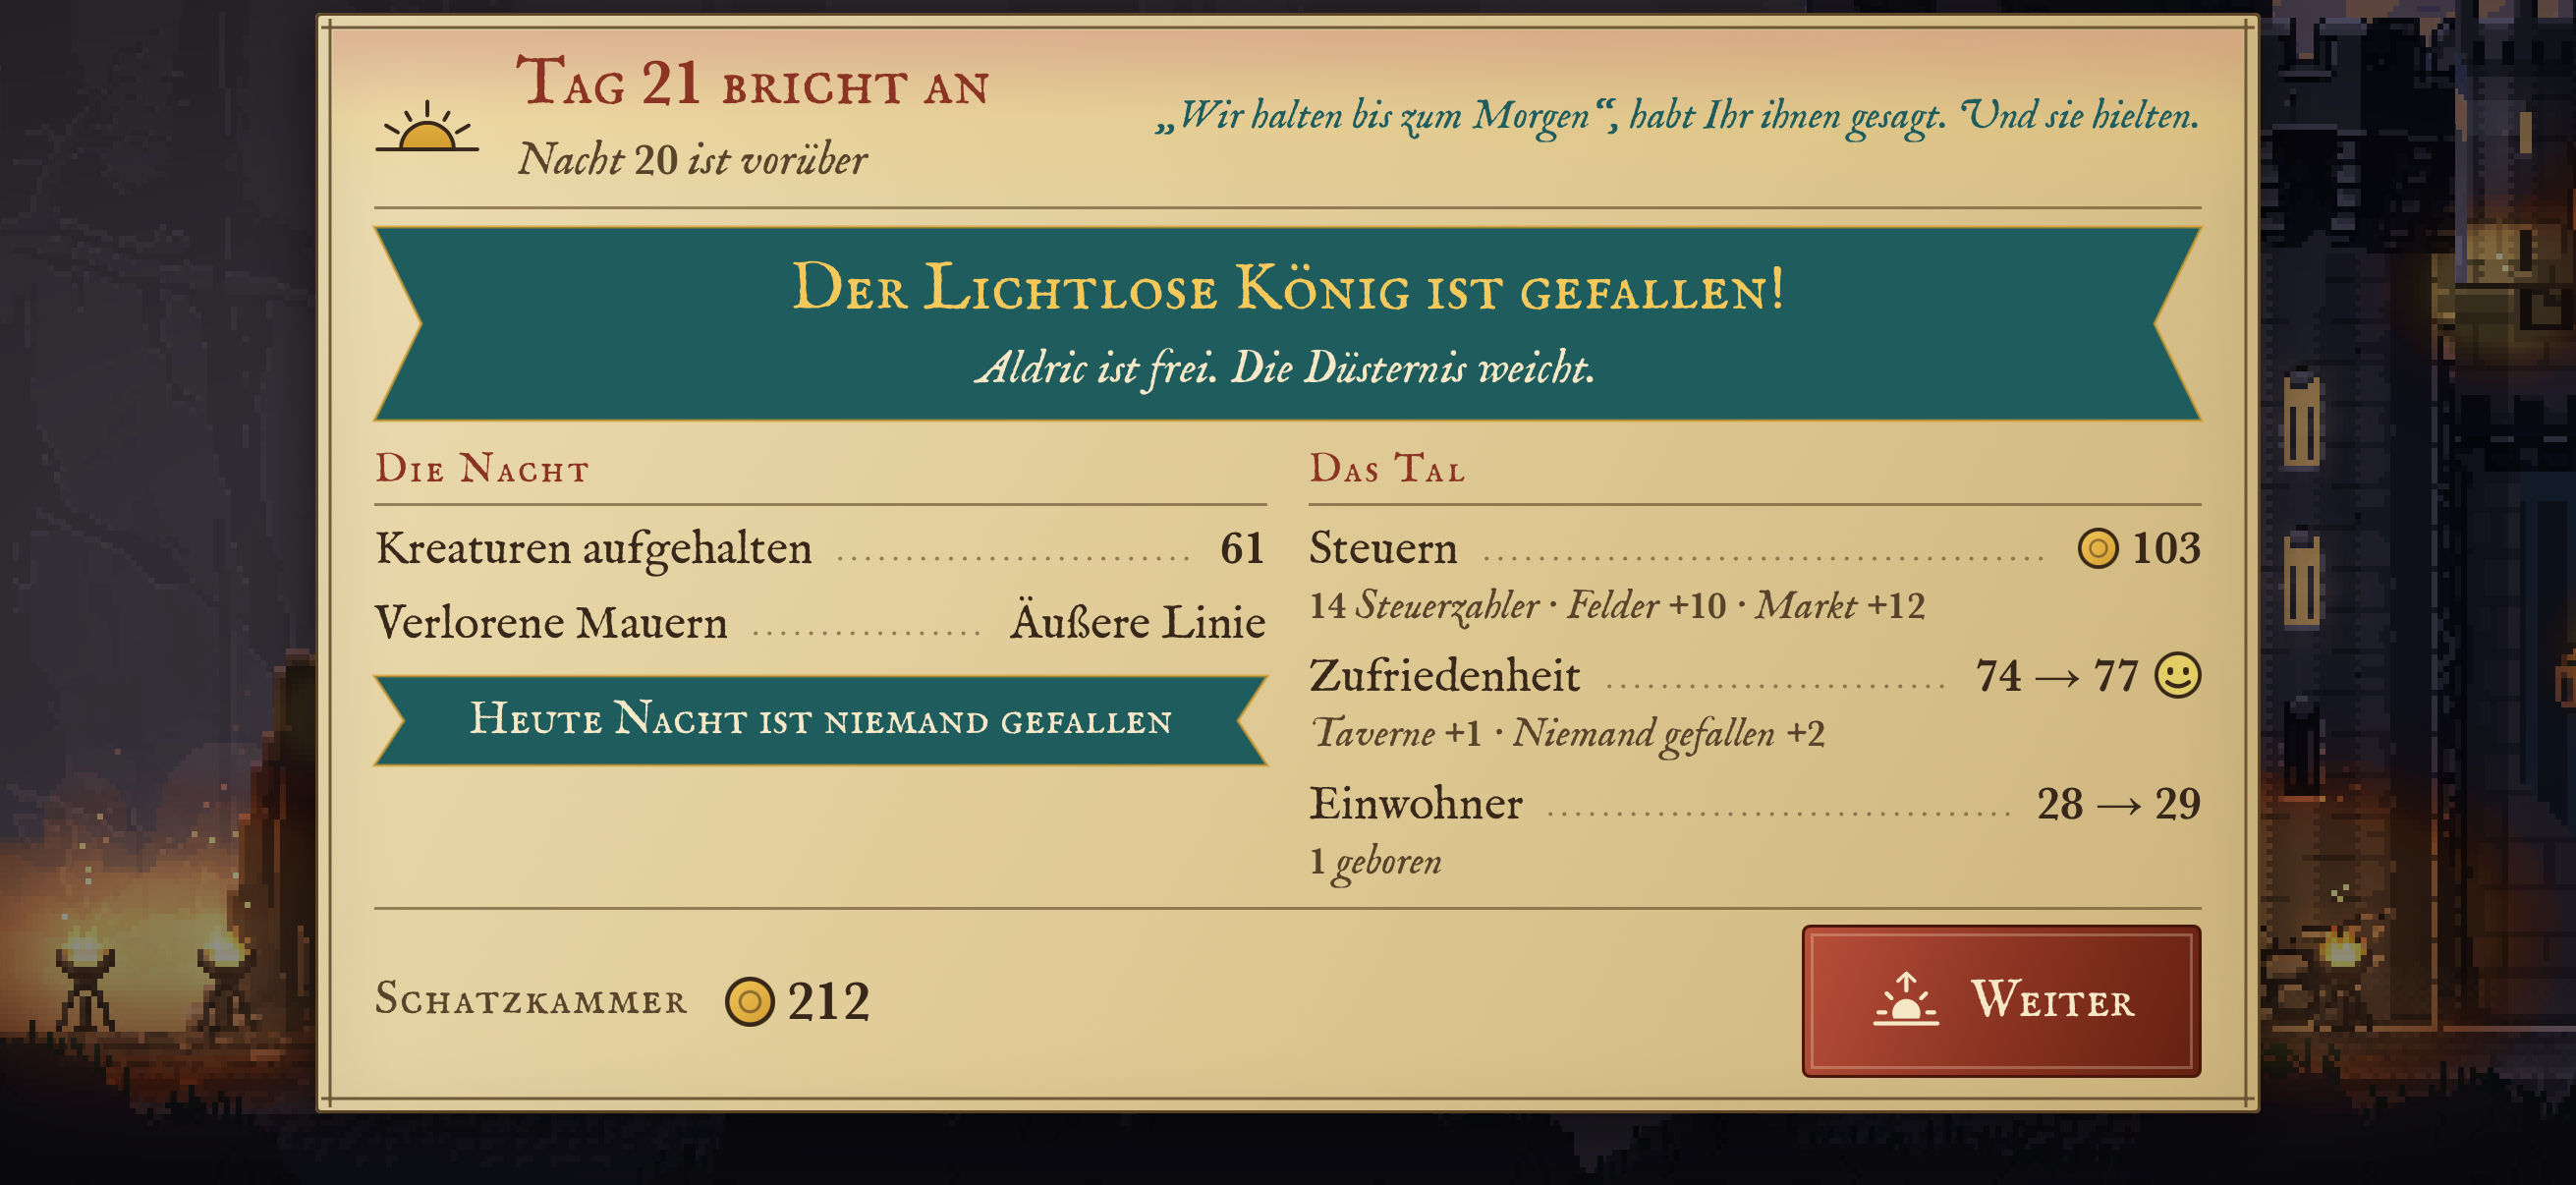 Tag 21 bricht an
Nacht 20 ist vorüber
„Wir halten bis zum Morgen“, habt Ihr ihnen gesagt. Und sie hielten.
Der Lichtlose König ist gefallen!
Aldric ist frei. Die Düsternis weicht.
Die Nacht
Kreaturen aufgehalten 61
Verlorene Mauern Äußere Linie
Heute Nacht ist niemand gefallen
Das Tal
Steuern 103
14 Steuerzahler · Felder +10 · Markt +12
Zufriedenheit 74 → 77
Taverne +1 · Niemand gefallen +2
Einwohner 28 → 29
1 geboren
Schatzkammer 212
Weiter